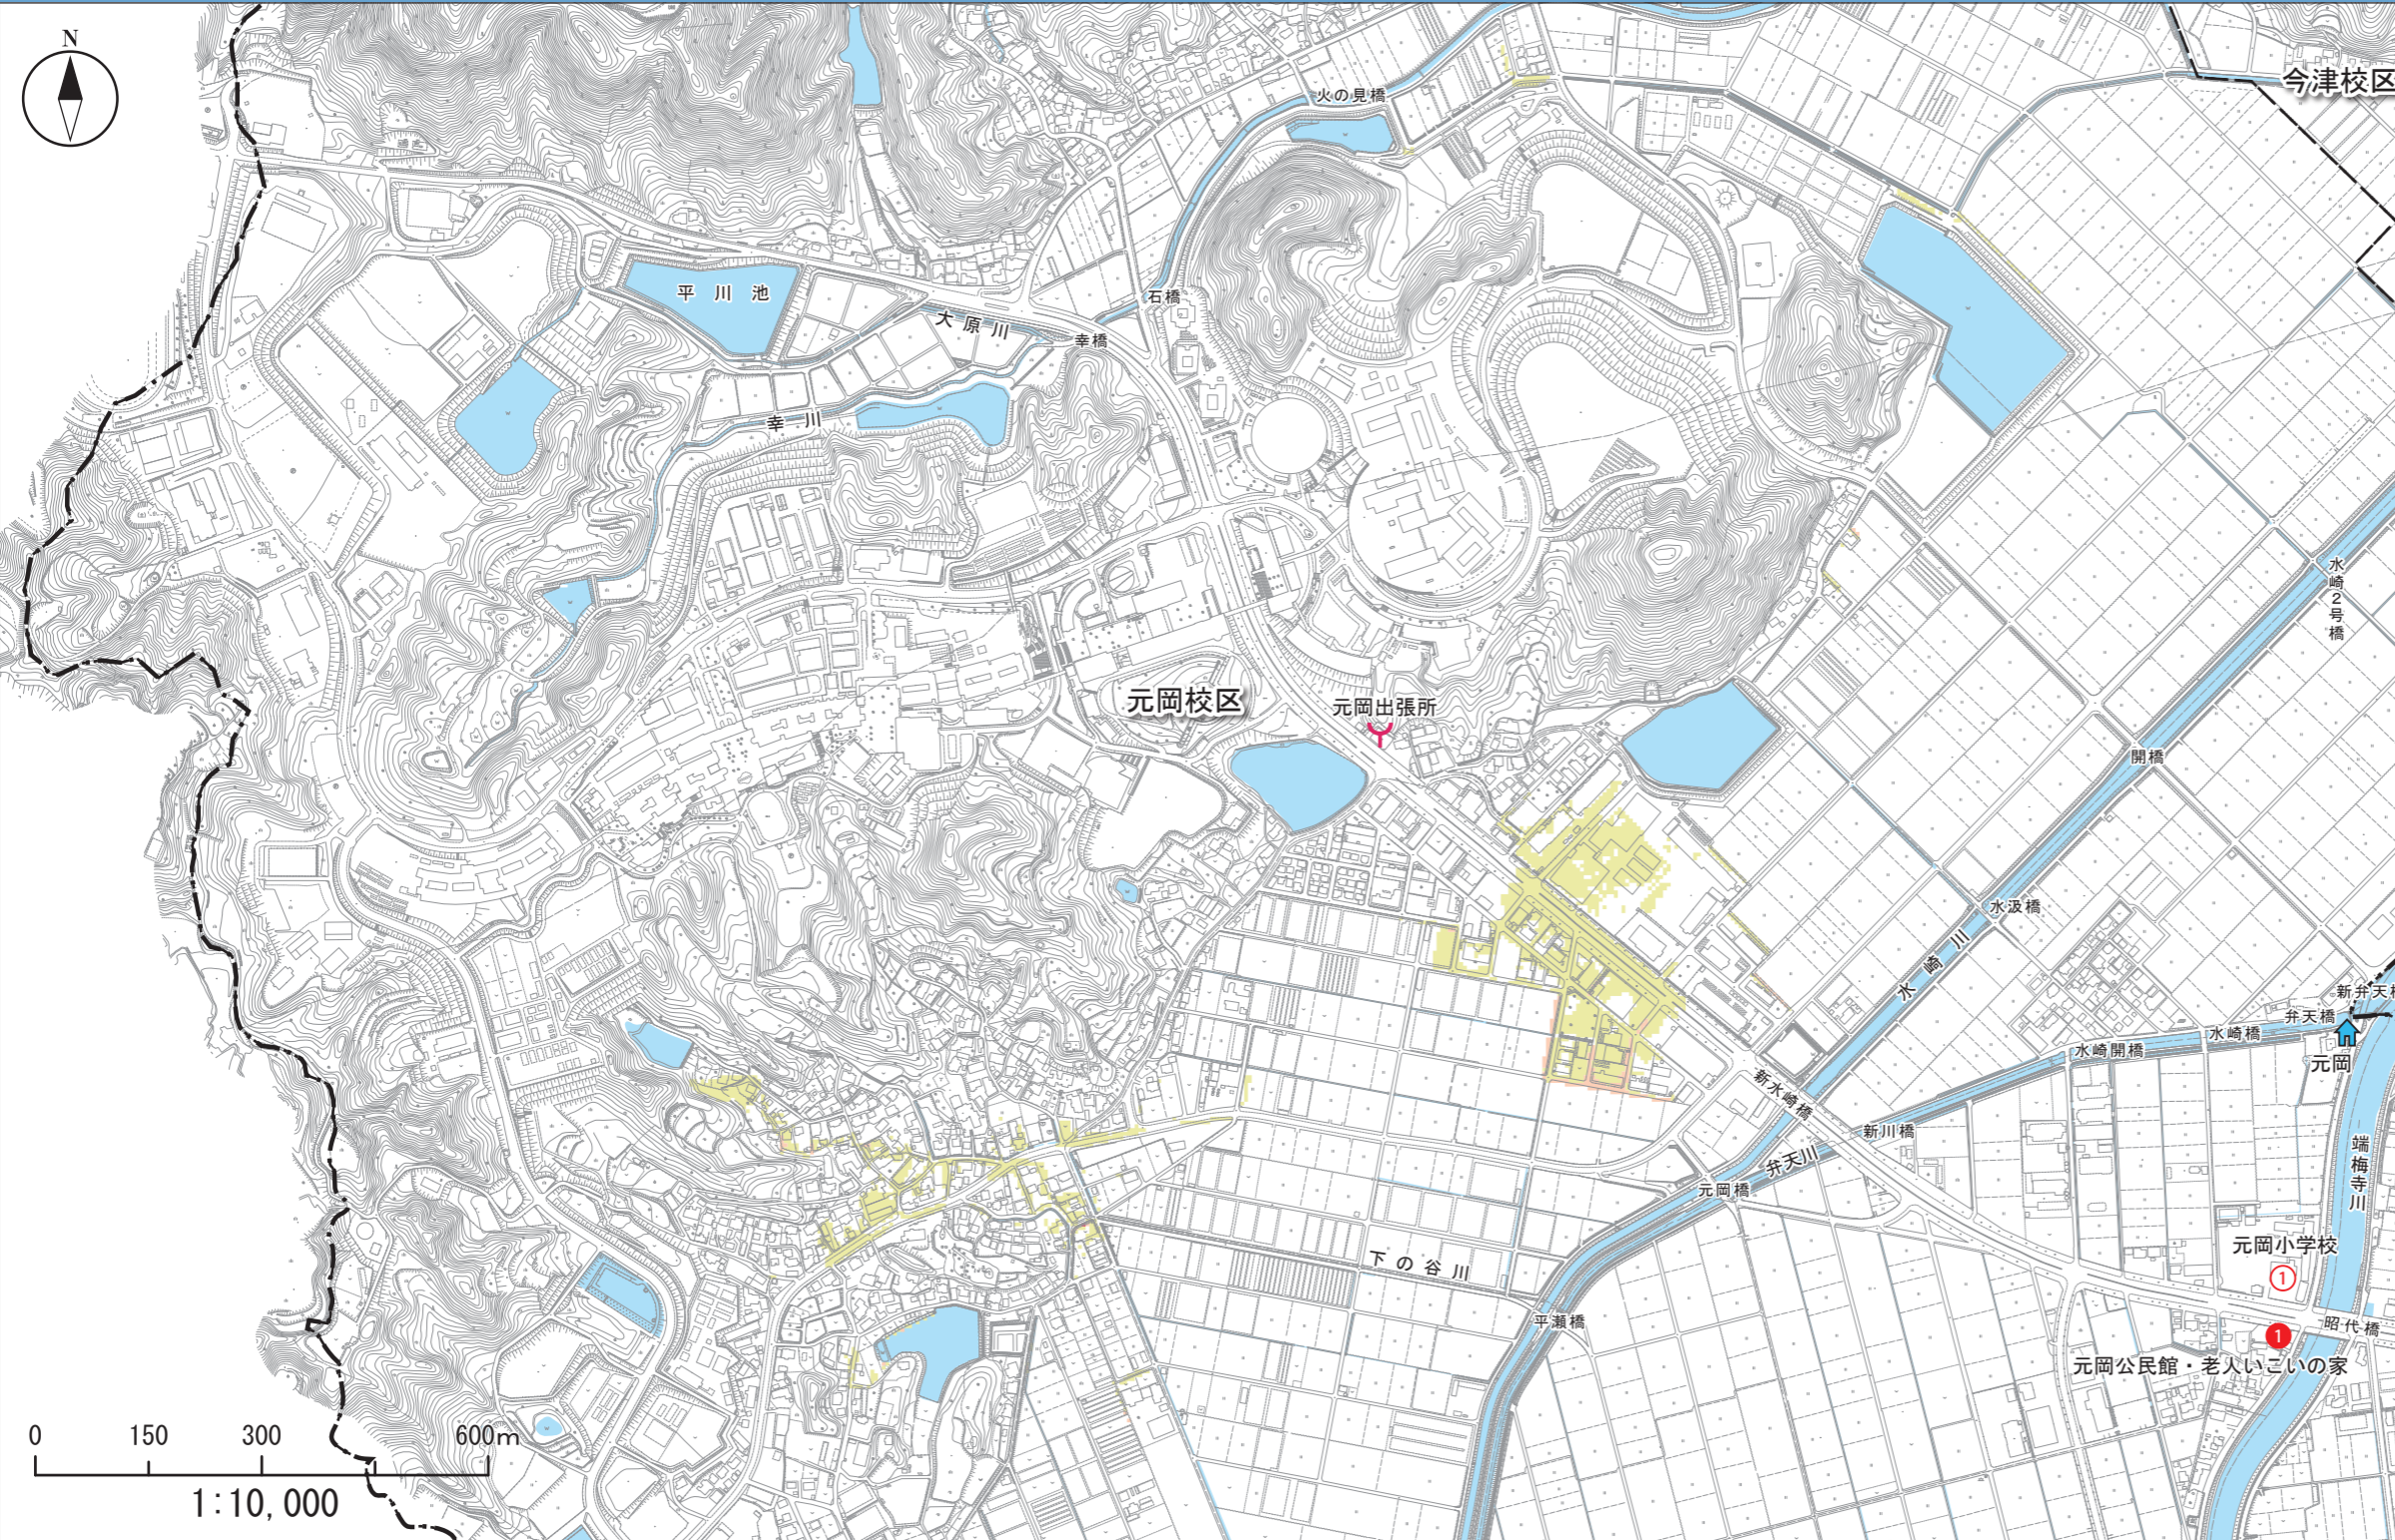 N
今津校区
火の見橋
平川池
石橋
大原川
幸橋
幸川
水崎2号橋
元岡校区
元岡出張所
開橋
水汲橋
水崎川
新弁天橋
弁天橋
水崎橋
水崎開橋
元岡
新水崎橋
新川橋
弁天川
元岡橋
端梅寺川
元岡小学校
①
下の谷川
平瀬橋
昭代橋
1
元岡公民館・老人いこいの家
0 150 300 600m
1:10,000